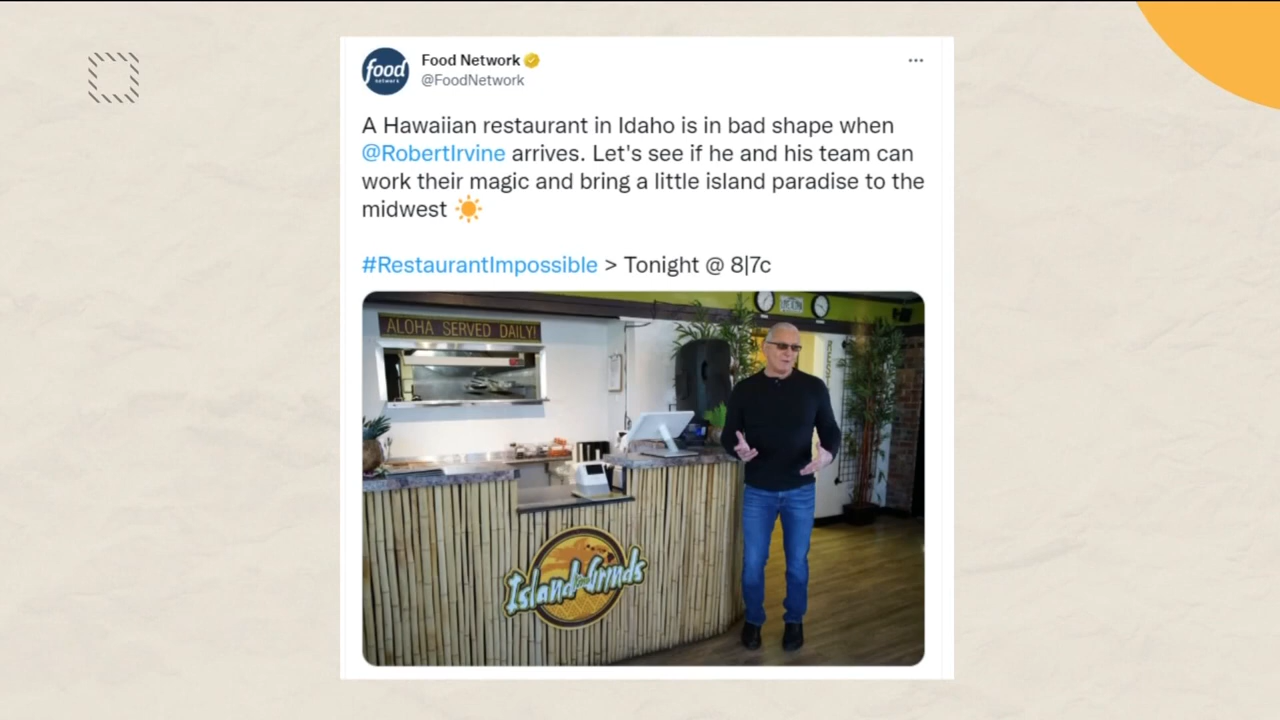 food
network
Food Network
@FoodNetwork
A Hawaiian restaurant in Idaho is in bad shape when
@RobertIrvine arrives. Let's see if he and his team can
work their magic and bring a little island paradise to the
midwest
#RestaurantImpossible > Tonight @ 8|7c
ALOHA SERVED DAILY!
Island Grinds